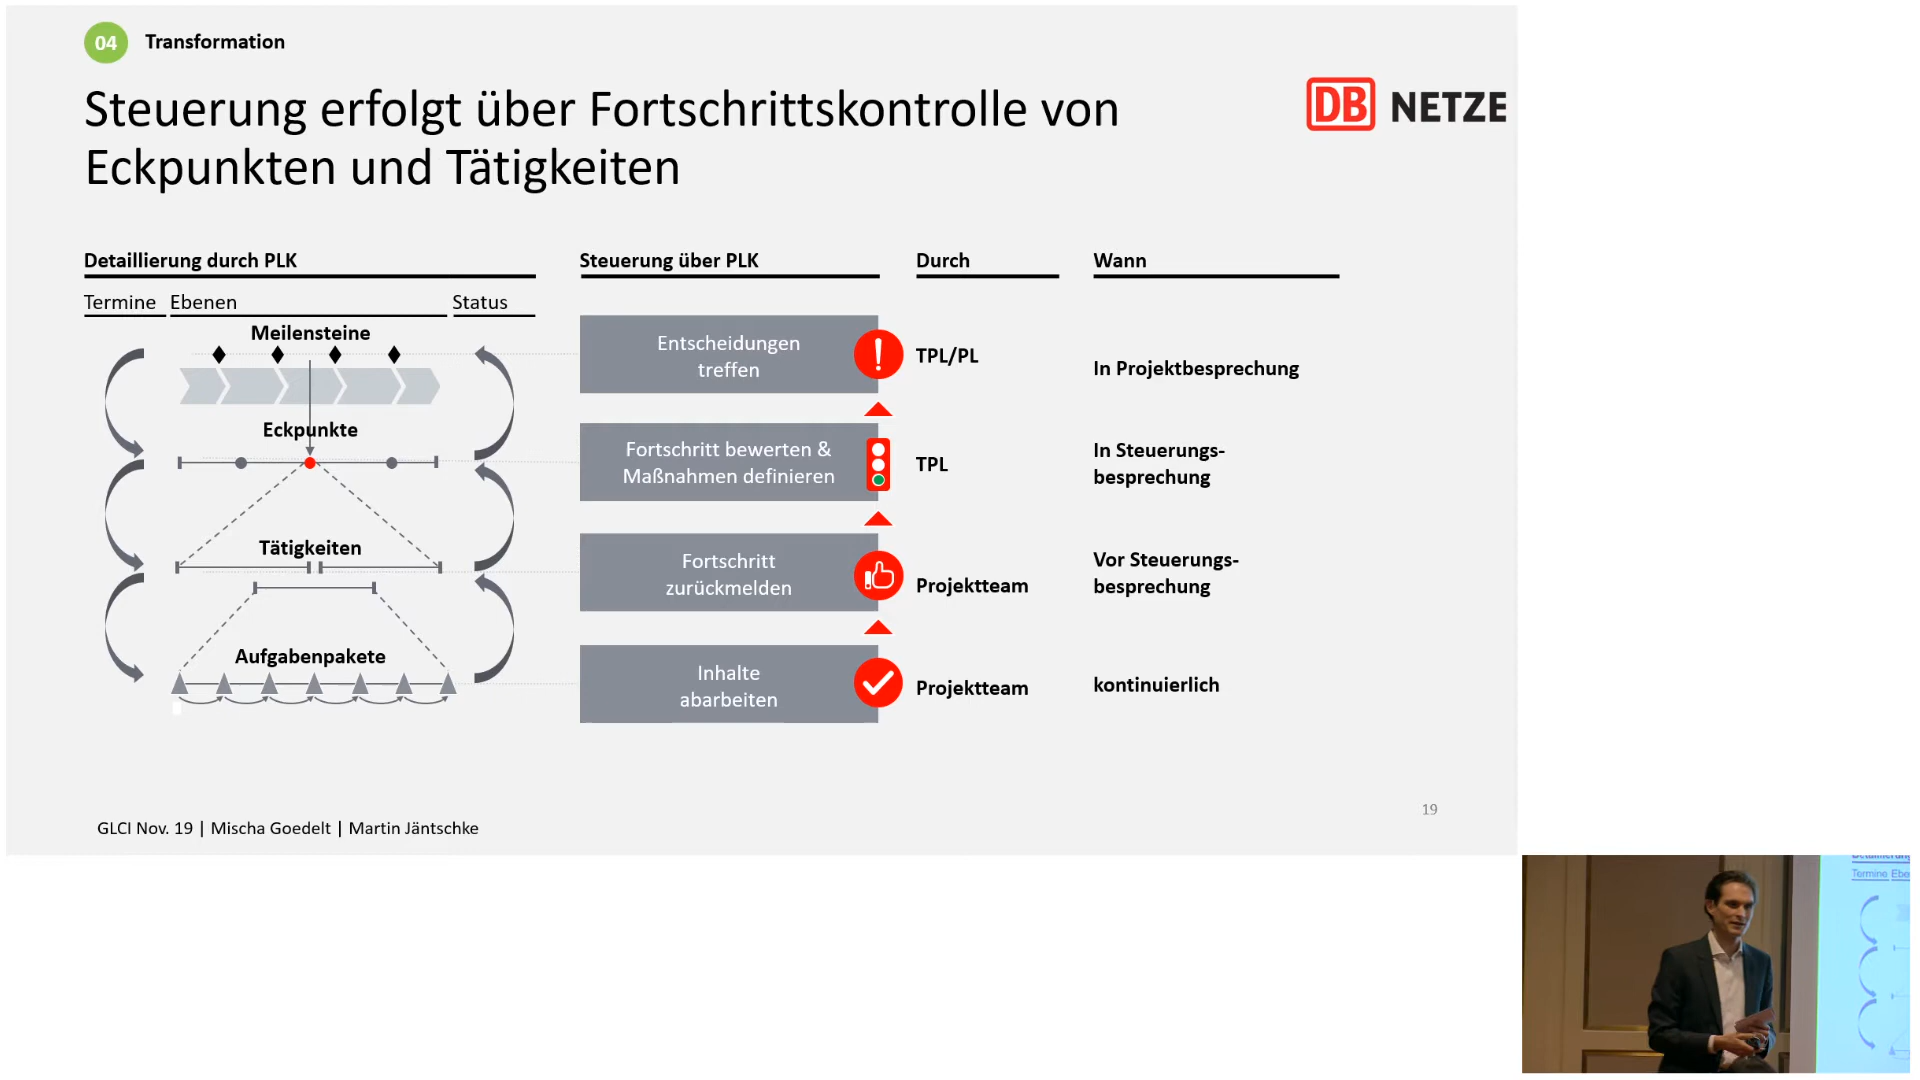 04 Transformation
Steuerung erfolgt über Fortschrittskontrolle von
Eckpunkten und Tätigkeiten
DB NETZE
Detaillierung durch PLK
Termine Ebenen Status
Meilensteine
Eckpunkte
Tätigkeiten
Aufgabenpakete
Steuerung über PLK
Durch
Wann
Entscheidungen
treffen
!
TPL/PL
In Projektbesprechung
Fortschritt bewerten &
Maßnahmen definieren
TPL
In Steuerungs-
besprechung
Fortschritt
zurückmelden
Projektteam
Vor Steuerungs-
besprechung
Inhalte
abarbeiten
Projektteam
kontinuierlich
19
GLCI Nov. 19 | Mischa Goedelt | Martin Jäntschke
Termine Ebe